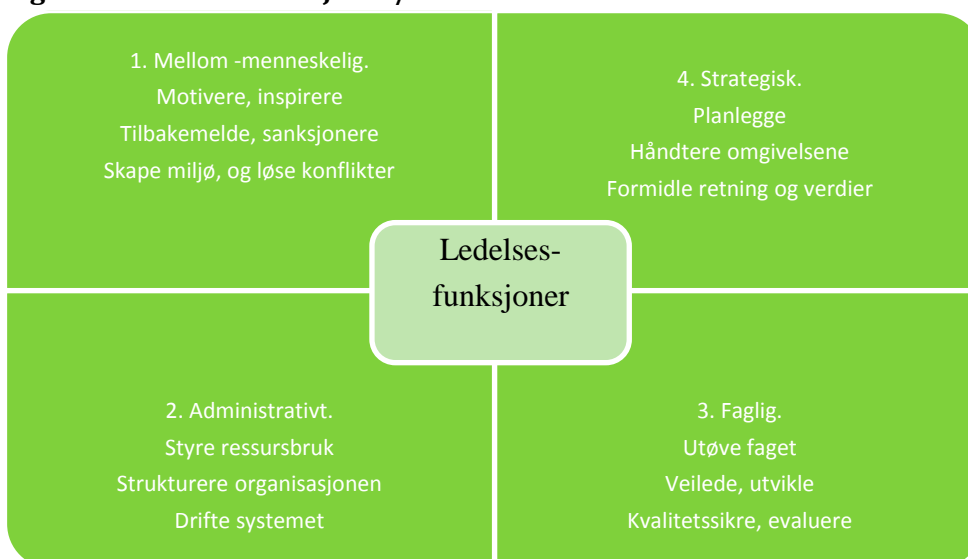 1. Mellom -menneskelig.
Motivere, inspirere
Tilbakemelde, sanksjonere
Skape miljø, og løse konflikter
4. Strategisk.
Planlegge
Håndtere omgivelsene
Formidle retning og verdier
Ledelses-
funksjoner
2. Administrativt.
Styre ressursbruk
Strukturere organisasjonen
Drifte systemet
3. Faglig.
Utøve faget
Veilede, utvikle
Kvalitetssikre, evaluere